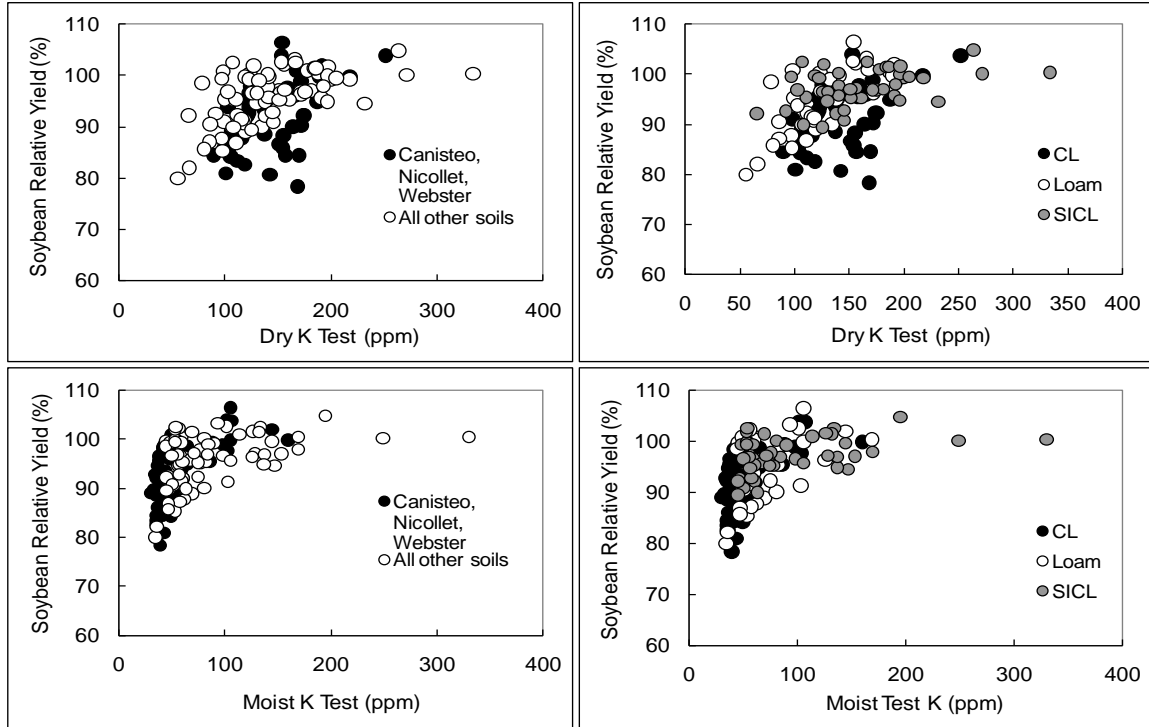 110
100
90
80
70
60
Soybean Relative Yield (%)
0
100
200
300
400
Dry K Test (ppm)
Canisteo,
Nicollet,
Webster
All other soils
110
100
90
80
70
60
Soybean Relative Yield (%)
0
50
100
150
200
250
300
350
400
Dry K Test (ppm)
CL
Loam
SICL
110
100
90
80
70
60
Soybean Relative Yield (%)
0
100
200
300
400
Moist K Test (ppm)
Canisteo,
Nicollet,
Webster
All other soils
110
100
90
80
70
60
Soybean Relative Yield (%)
0
100
200
300
400
Moist Test K (ppm)
CL
Loam
SICL